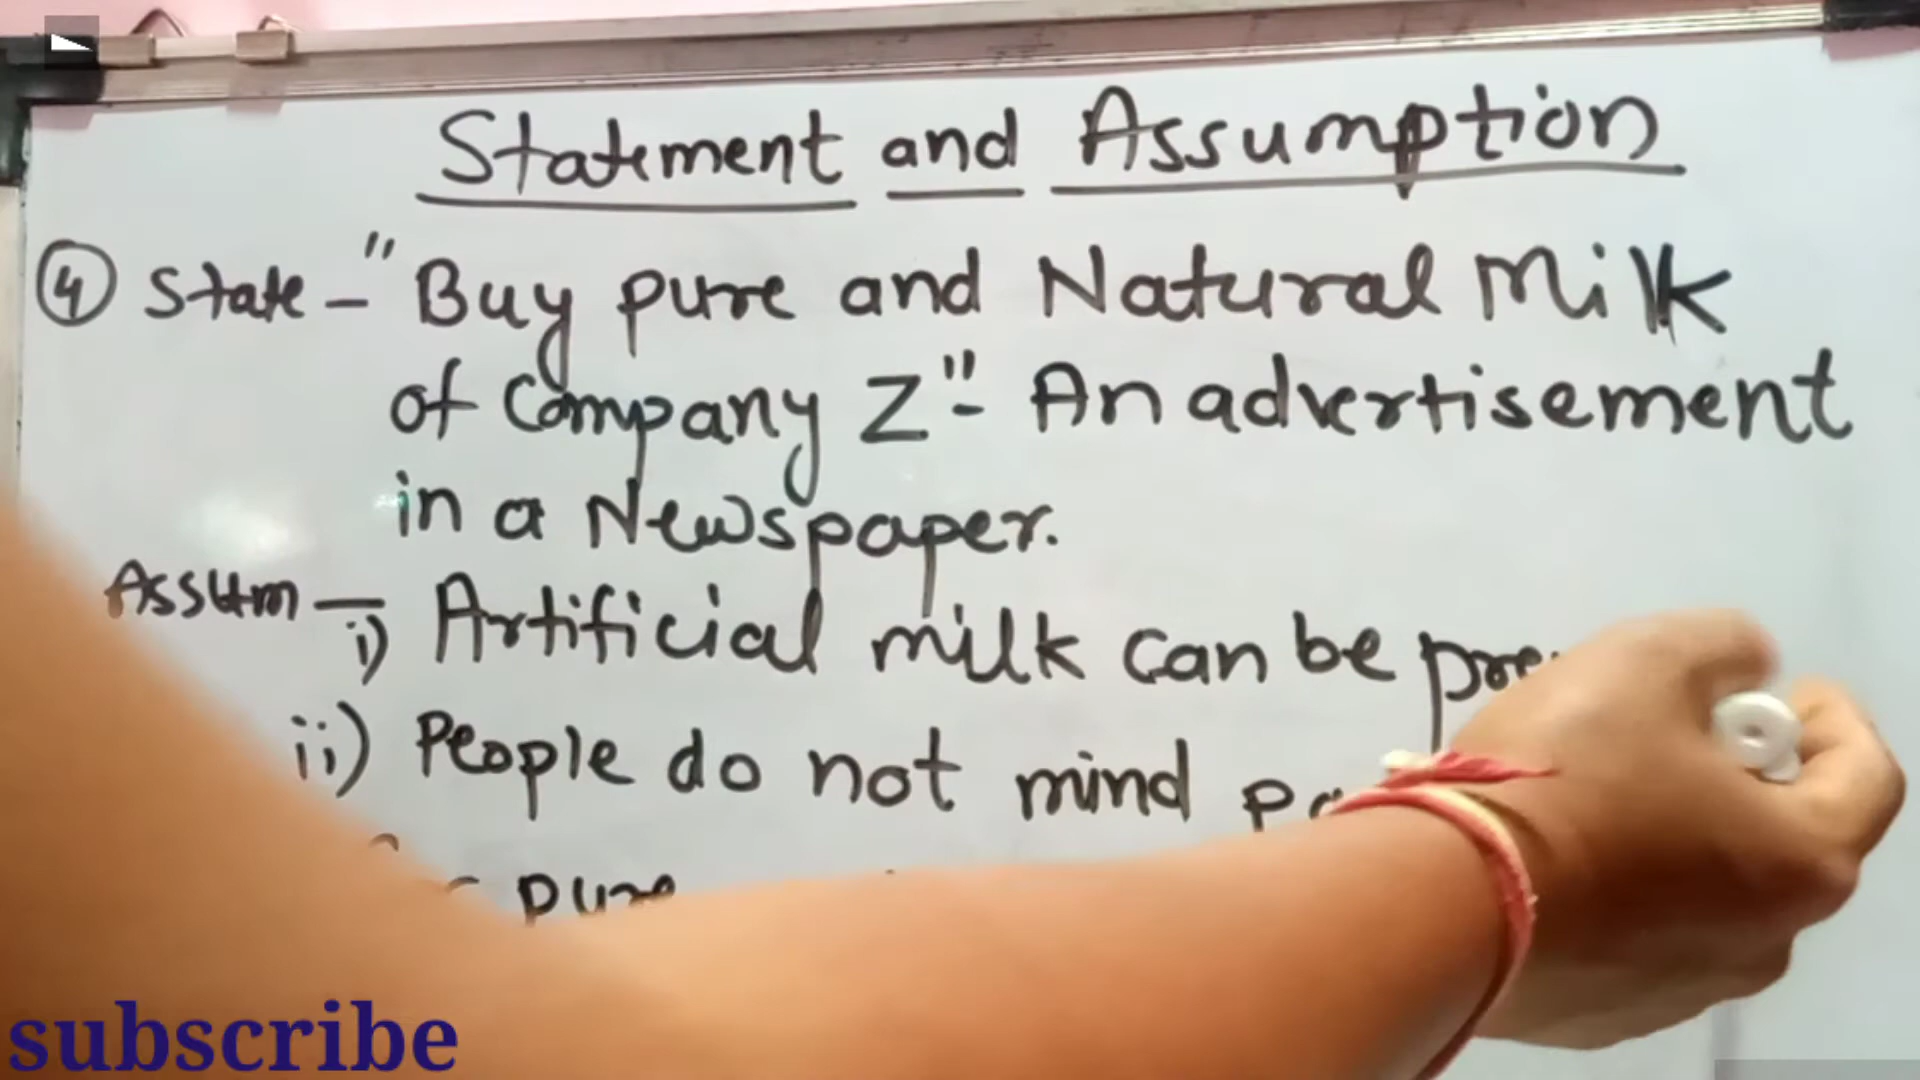 Statement and Assumption
④ State - "Buy pure and Natural Milk
of Company Z" - An advertisement
in a Newspaper.
Assum - i) Artificial milk can be
ii) People do not mind
pure
subscribe